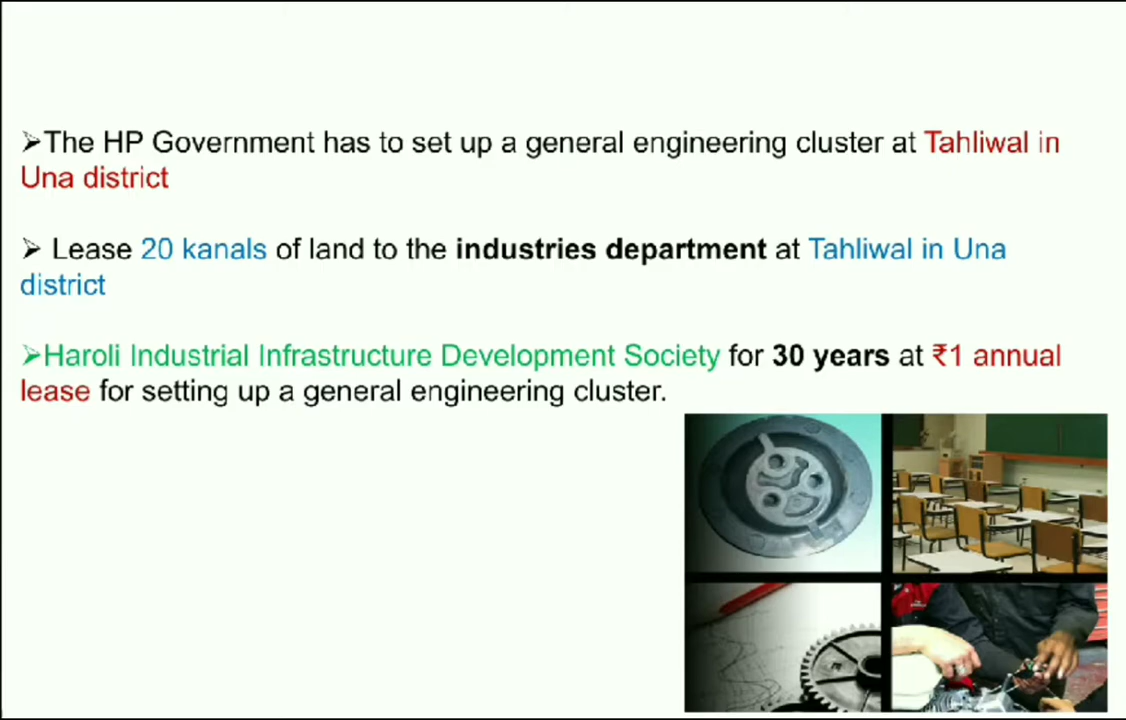 ➢The HP Government has to set up a general engineering cluster at Tahliwal in
Una district
➢ Lease 20 kanals of land to the industries department at Tahliwal in Una
district
➢Haroli Industrial Infrastructure Development Society for 30 years at ₹1 annual
lease for setting up a general engineering cluster.